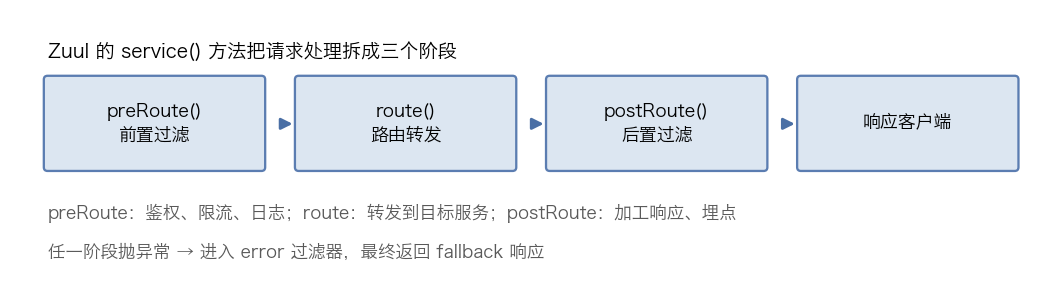 Zuul 的 service() 方法把请求处理拆成三个阶段
preRoute()
前置过滤
route()
路由转发
postRoute()
后置过滤
响应客户端
preRoute：鉴权、限流、日志；route：转发到目标服务；postRoute：加工响应、埋点
任一阶段抛异常 → 进入 error 过滤器，最终返回 fallback 响应